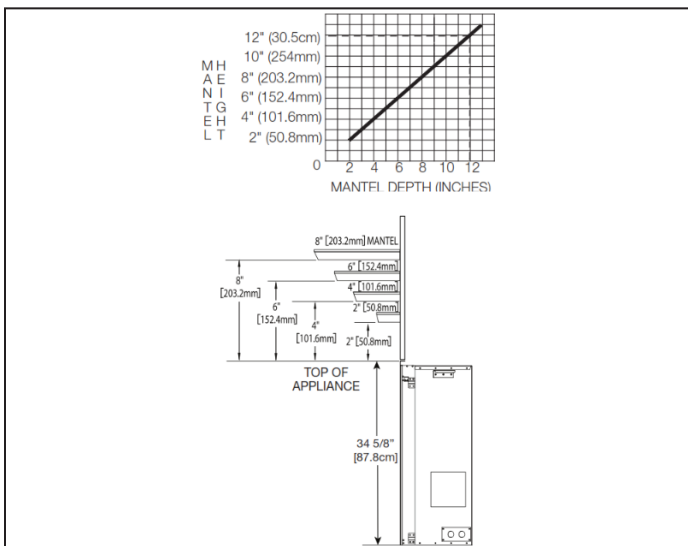 MANTEL HEIGHT
12" (30.5cm)
10" (254mm)
8" (203.2mm)
6" (152.4mm)
4" (101.6mm)
2" (50.8mm)
0 2 4 6 8 10 12
MANTEL DEPTH (INCHES)
8" [203.2mm] MANTEL
6" [152.4mm]
4" [101.6mm]
2" [50.8mm]
8"
[203.2mm]
6"
[152.4mm]
4"
[101.6mm]
2" [50.8mm]
TOP OF
APPLIANCE
34 5/8"
[87.8cm]